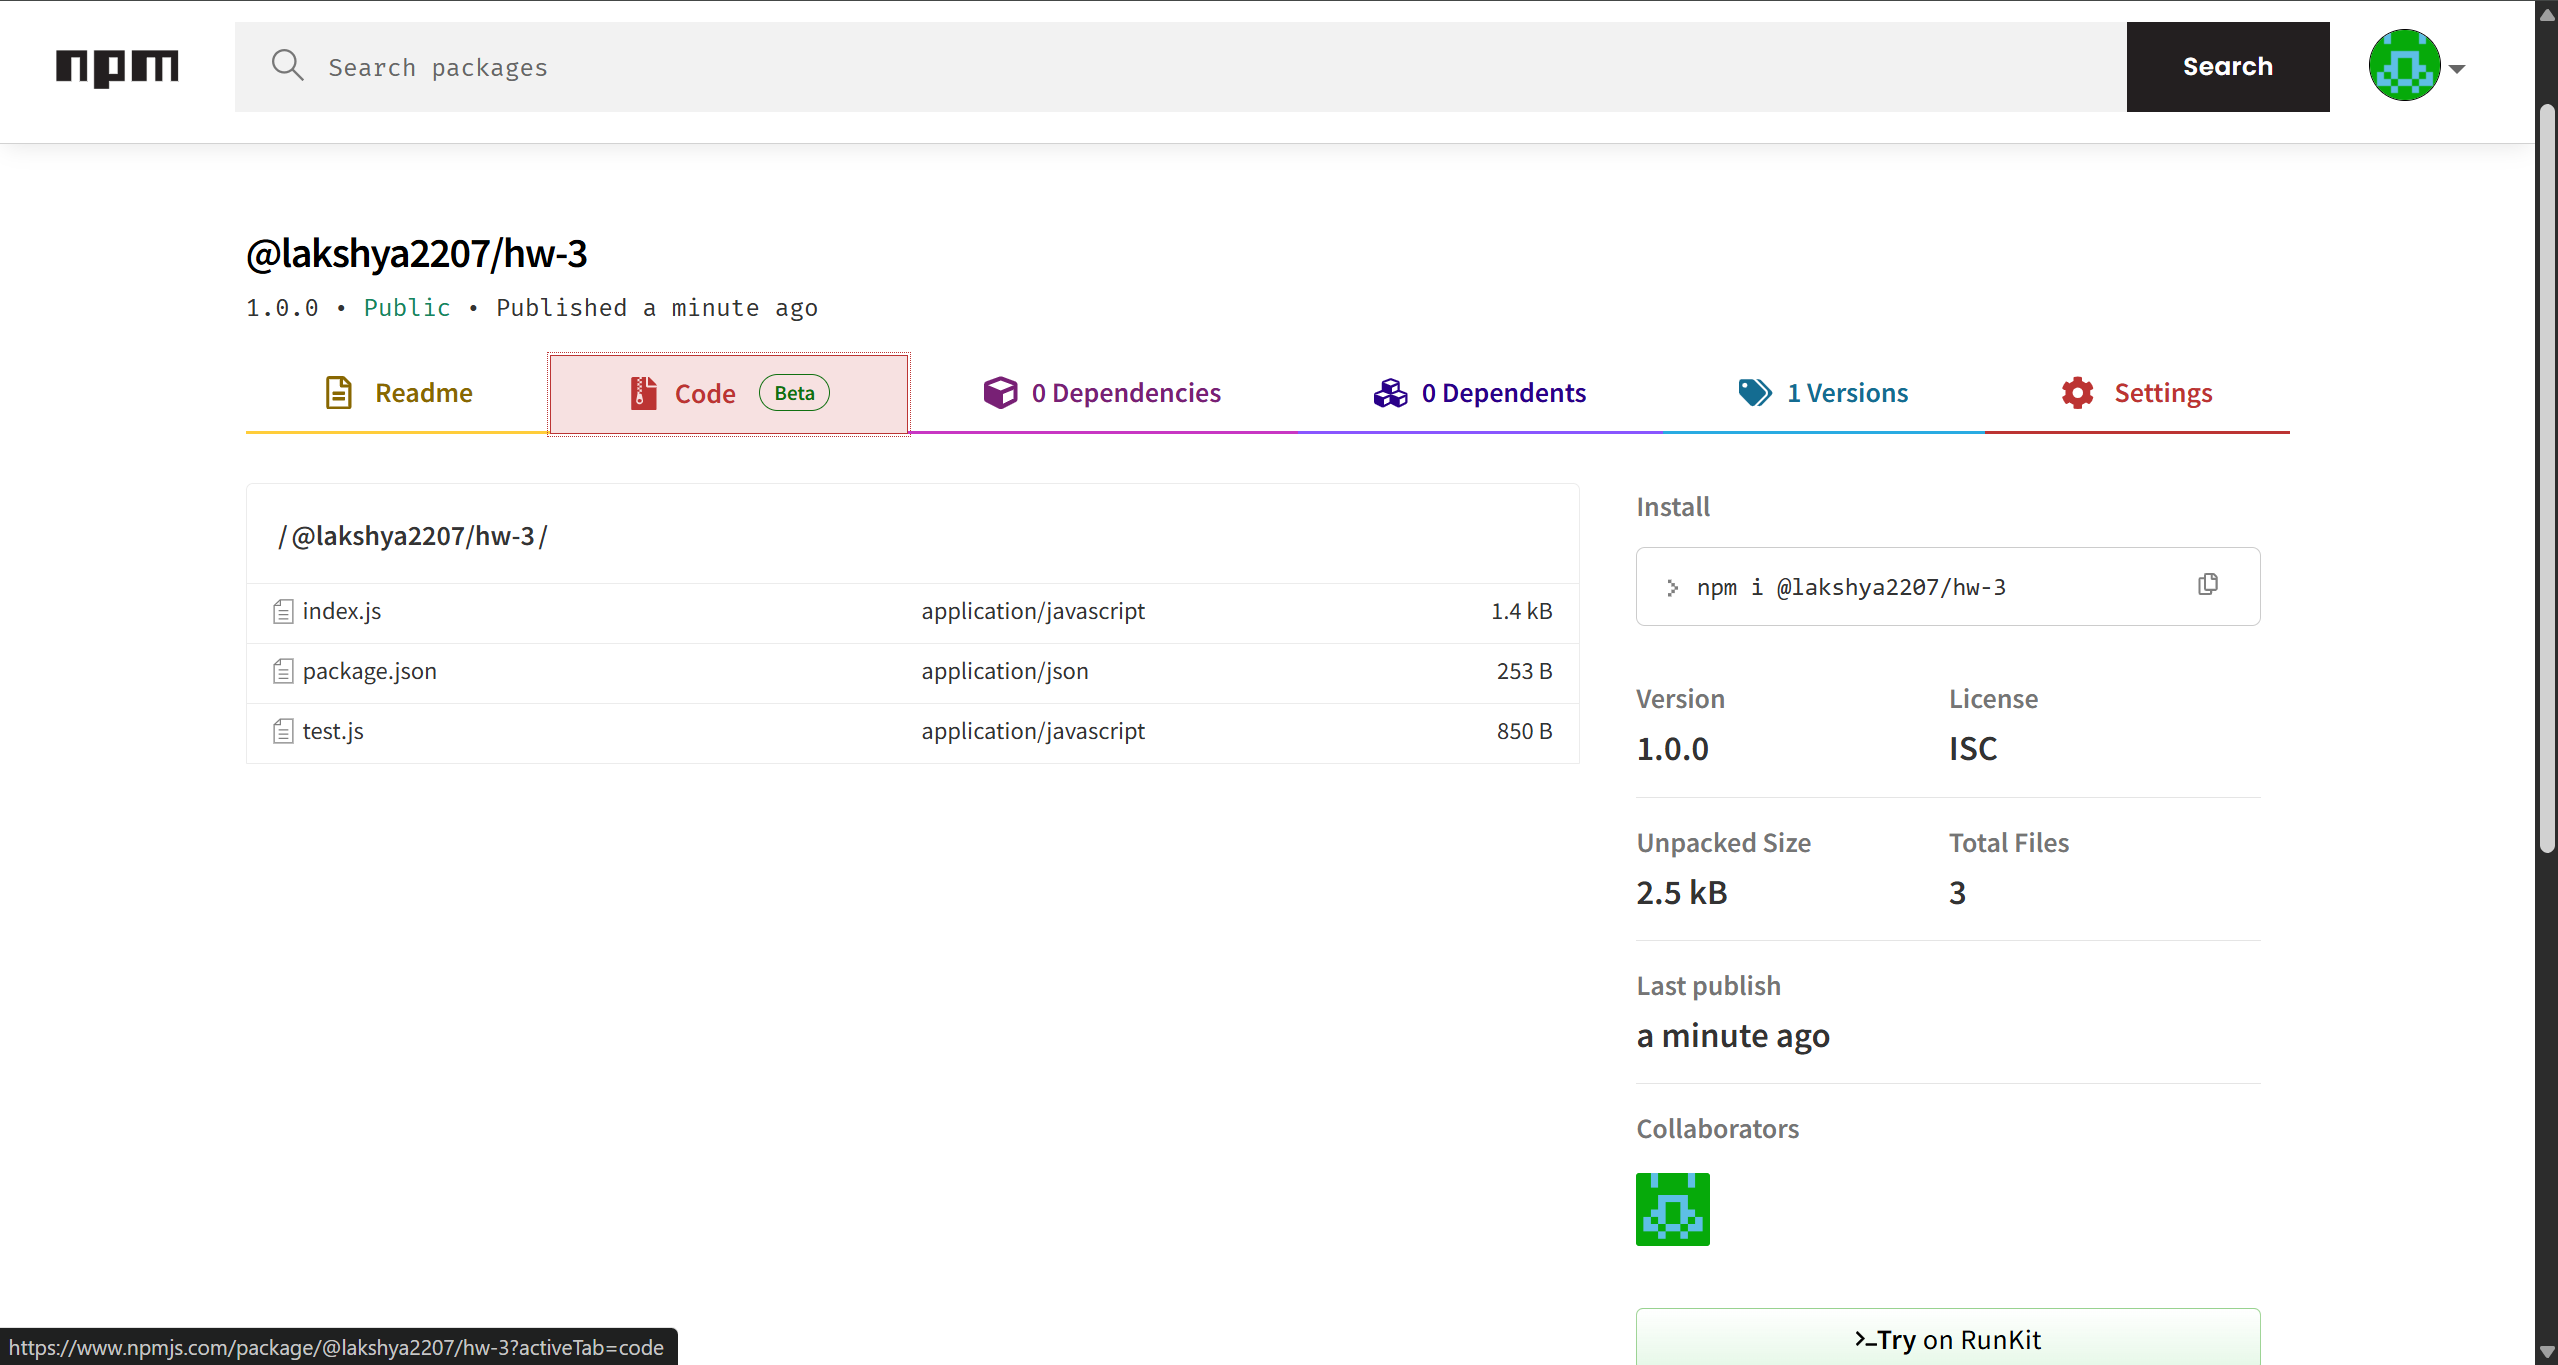 npm
Search packages
Search
@lakshya2207/hw-3
1.0.0 • Public • Published a minute ago
Readme
Code Beta
0 Dependencies
0 Dependents
1 Versions
Settings
/@lakshya2207/hw-3/
index.js application/javascript 1.4 kB
package.json application/json 253 B
test.js application/javascript 850 B
Install
npm i @lakshya2207/hw-3
Version
1.0.0
License
ISC
Unpacked Size
2.5 kB
Total Files
3
Last publish
a minute ago
Collaborators
>_Try on RunKit
https://www.npmjs.com/package/@lakshya2207/hw-3?activeTab=code